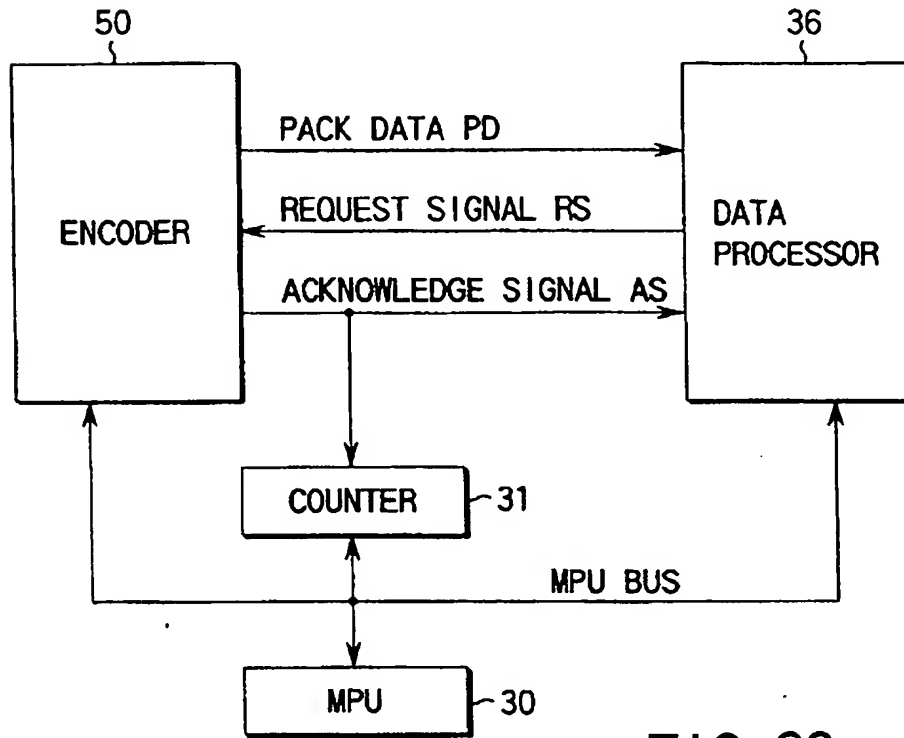 50
36
PACK DATA PD
REQUEST SIGNAL RS
ENCODER
DATA
PROCESSOR
ACKNOWLEDGE SIGNAL AS
COUNTER
31
MPU BUS
MPU
30